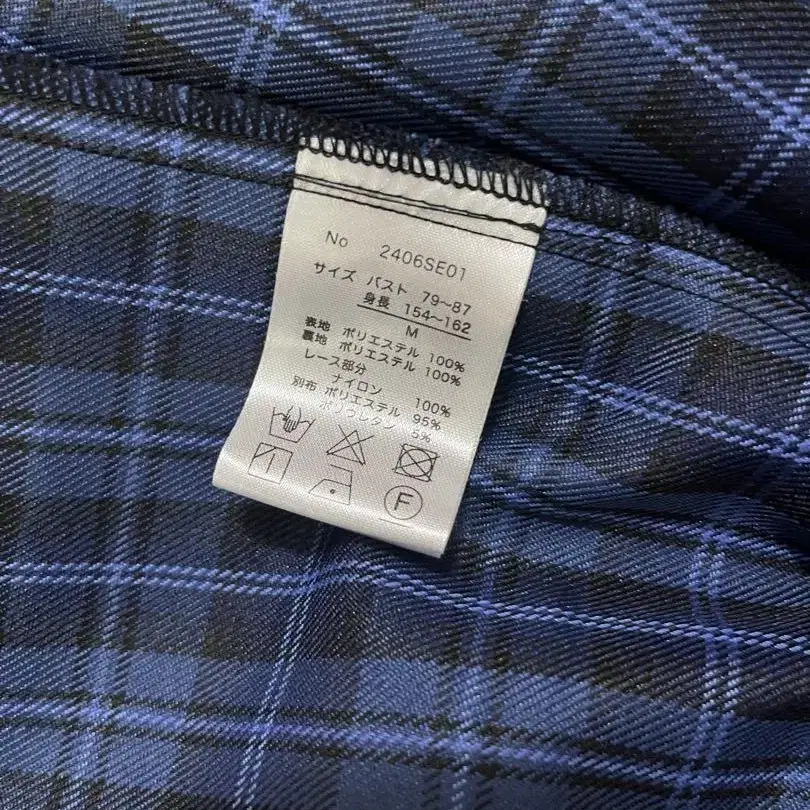 No 2406SE01
サイズ バスト 79~87
身長 154~162
M
表地 ポリエステル 100%
裏地 ポリエステル 100%
レース部分
ナイロン 100%
別布 ポリエステル 95%
ポリウレタン 5%
F